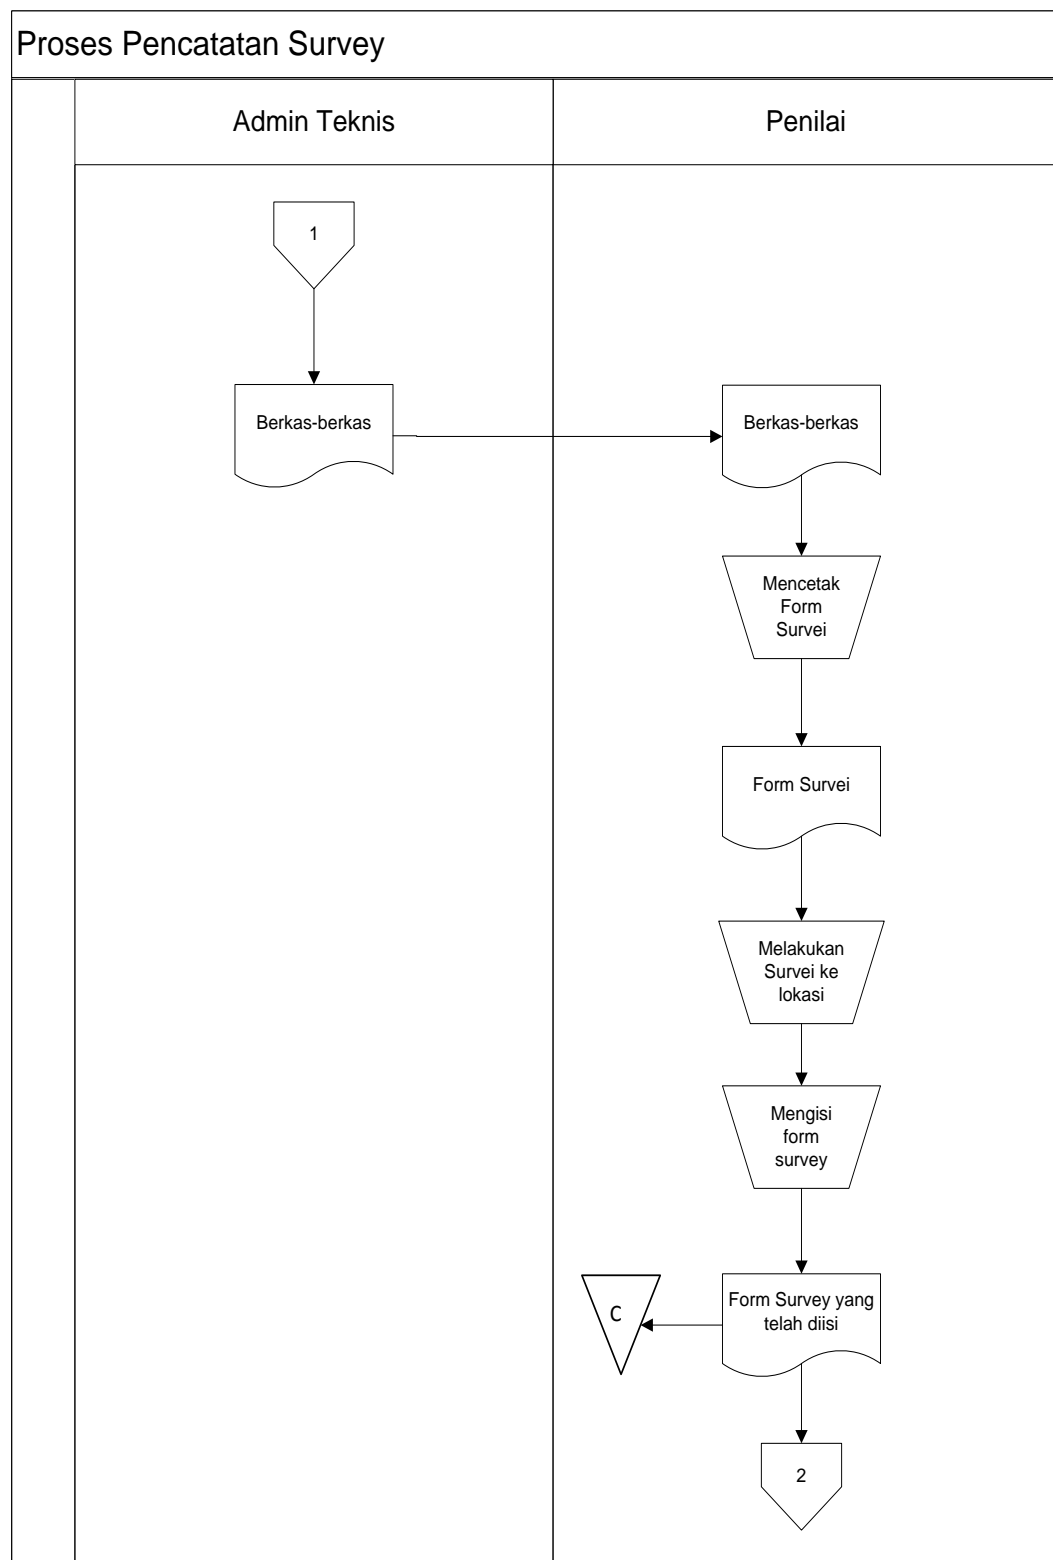 Proses Pencatatan Survey
Admin Teknis
Penilai
1
Berkas-berkas
Berkas-berkas
Mencetak
Form
Survei
Form Survei
Melakukan
Survei ke
lokasi
Mengisi
form
survey
Form Survey yang
telah diisi
C
2